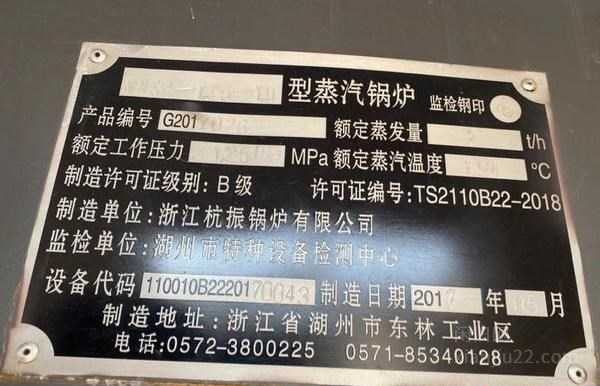 型蒸汽锅炉 监检钢印
产品编号 G201 额定蒸发量 2 t/h
额定工作压力 MPa 额定蒸汽温度 194 °C
制造许可证级别: B 级 许可证编号:TS2110B22-2018
制造单位: 浙江杭振锅炉有限公司
监检单位: 湖州市特种设备检测中心
设备代码 110010B2220170043 制造日期 2017 年 05 月
制造地址: 浙江省湖州市东林工业区
电话:0572-3800225 0571-85340128